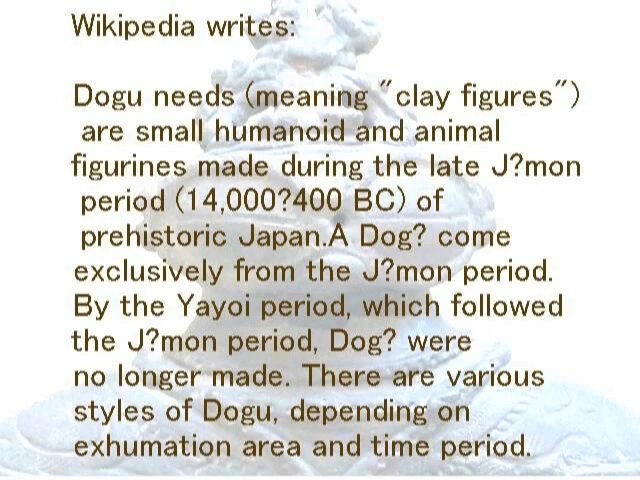 Wikipedia writes:
Dogu needs (meaning "clay figures")
are small humanoid and animal
figurines made during the late J?mon
period (14,000?400 BC) of
prehistoric Japan.A Dog? come
exclusively from the J?mon period.
By the Yayoi period, which followed
the J?mon period, Dog? were
no longer made. There are various
styles of Dogu, depending on
exhumation area and time period.